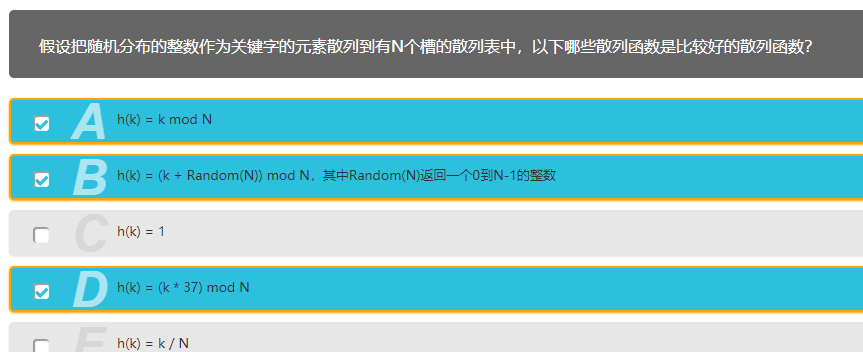 假设把随机分布的整数作为关键字的元素散列到有N个槽的散列表中，以下哪些散列函数是比较好的散列函数？
A h(k) = k mod N
B h(k) = (k + Random(N)) mod N，其中Random(N)返回一个0到N-1的整数
C h(k) = 1
D h(k) = (k * 37) mod N
E h(k) = k / N